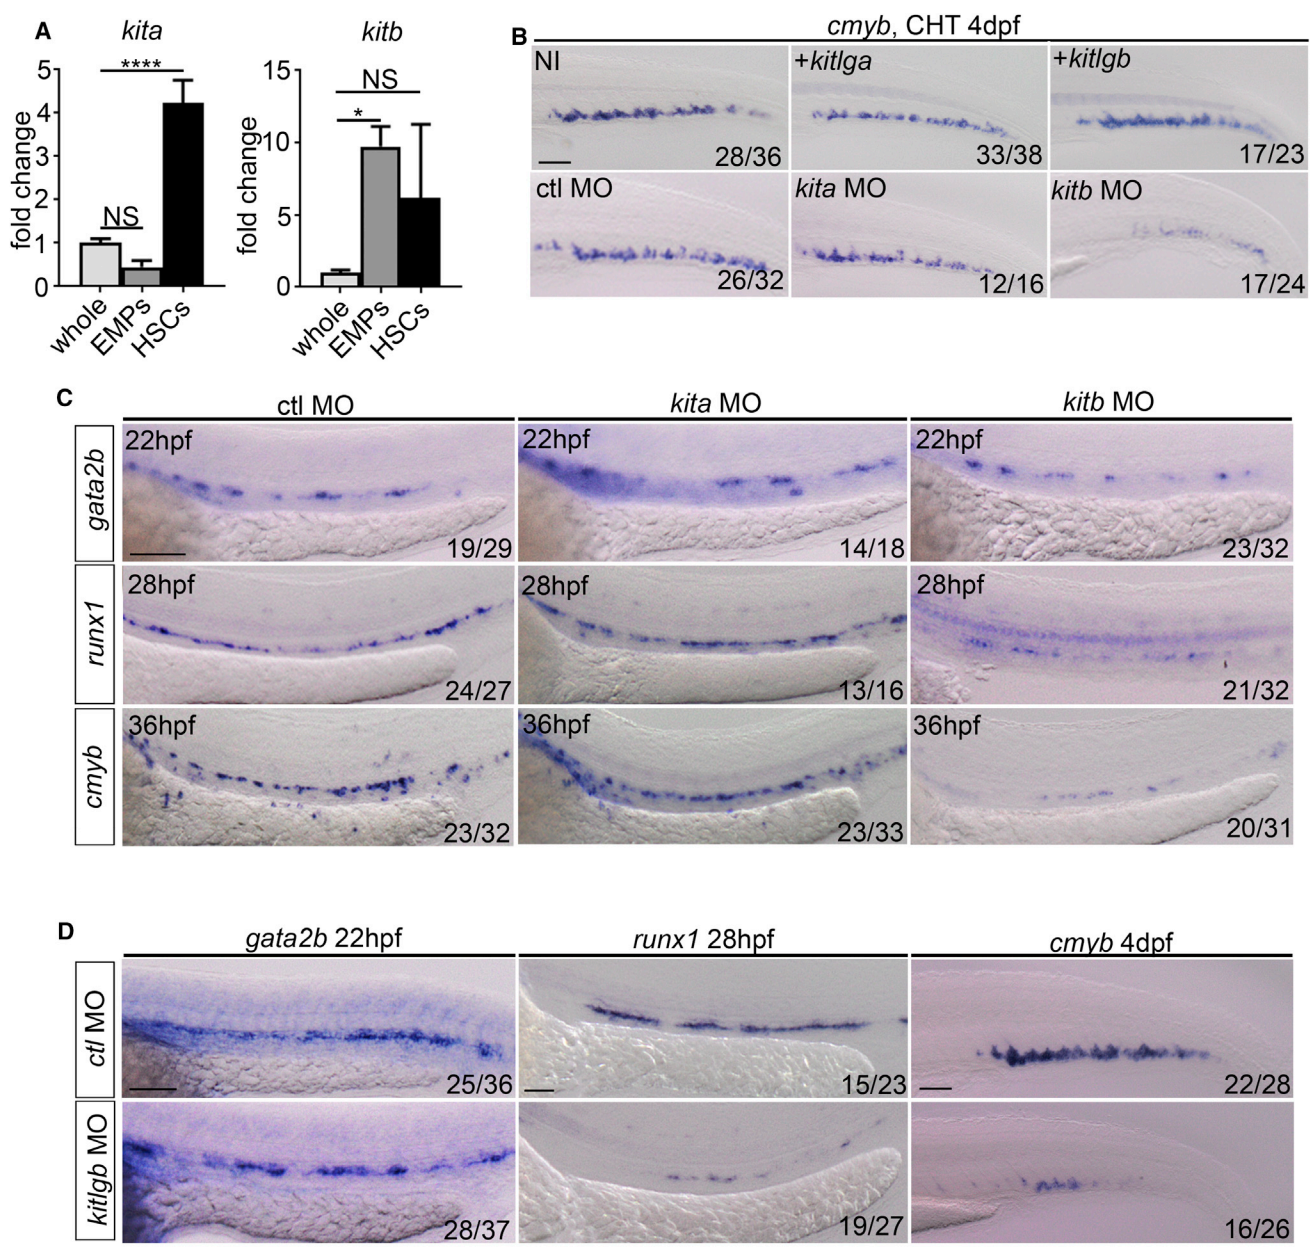 A
kita
kitb
fold change
5
4
3
2
1
0
****
NS
whole
EMPs
HSCs
fold change
15
10
5
0
NS
*
whole
EMPs
HSCs
B
cmyb, CHT 4dpf
NI
28/36
+kitlga
33/38
+kitlgb
17/23
ctl MO
26/32
kita MO
12/16
kitb MO
17/24
C
ctl MO
kita MO
kitb MO
gata2b
22hpf
19/29
22hpf
14/18
22hpf
23/32
runx1
28hpf
24/27
28hpf
13/16
28hpf
21/32
cmyb
36hpf
23/32
36hpf
23/33
36hpf
20/31
D
gata2b 22hpf
runx1 28hpf
cmyb 4dpf
ctl MO
25/36
15/23
22/28
kitlgb MO
28/37
19/27
16/26